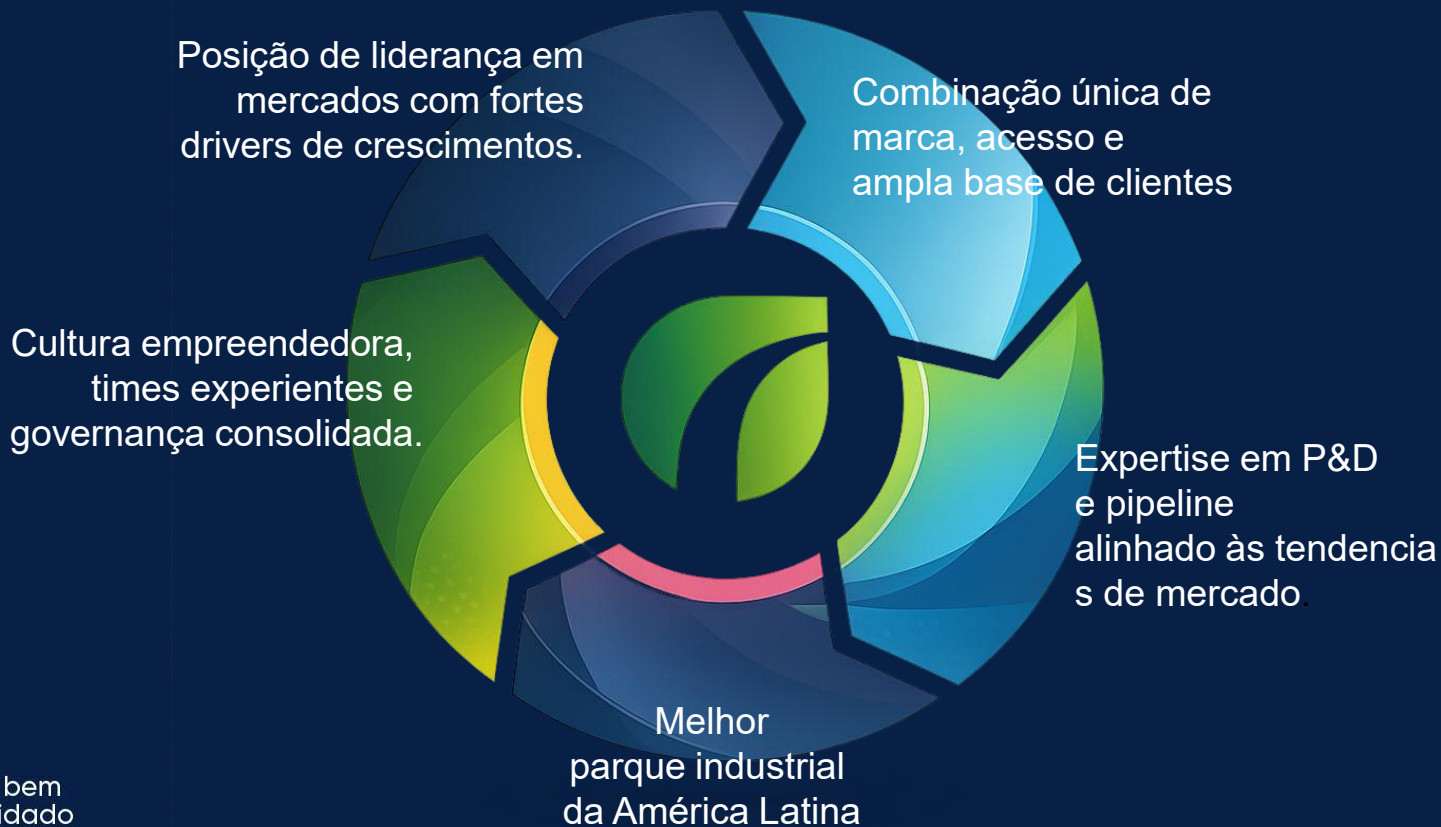 Posição de liderança em
mercados com fortes
drivers de crescimentos.
Combinação única de
marca, acesso e
ampla base de clientes
Cultura empreendedora,
times experientes e
governança consolidada.
Expertise em P&D
e pipeline
alinhado às tendencia
s de mercado.
Melhor
parque industrial
da América Latina
bem
idado